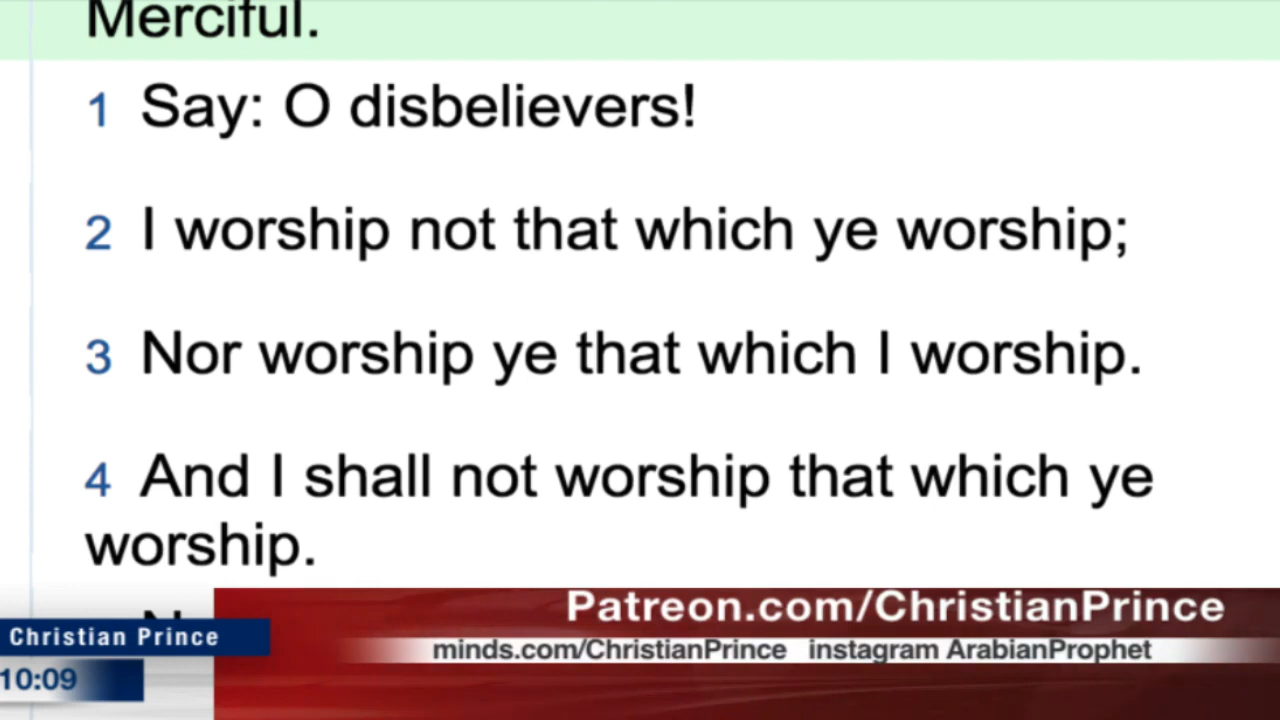 Merciful.
1 Say: O disbelievers!
2 I worship not that which ye worship;
3 Nor worship ye that which I worship.
4 And I shall not worship that which ye
worship.
Patreon.com/ChristianPrince
Christian Prince
minds.com/ChristianPrince instagram ArabianProphet
10:09